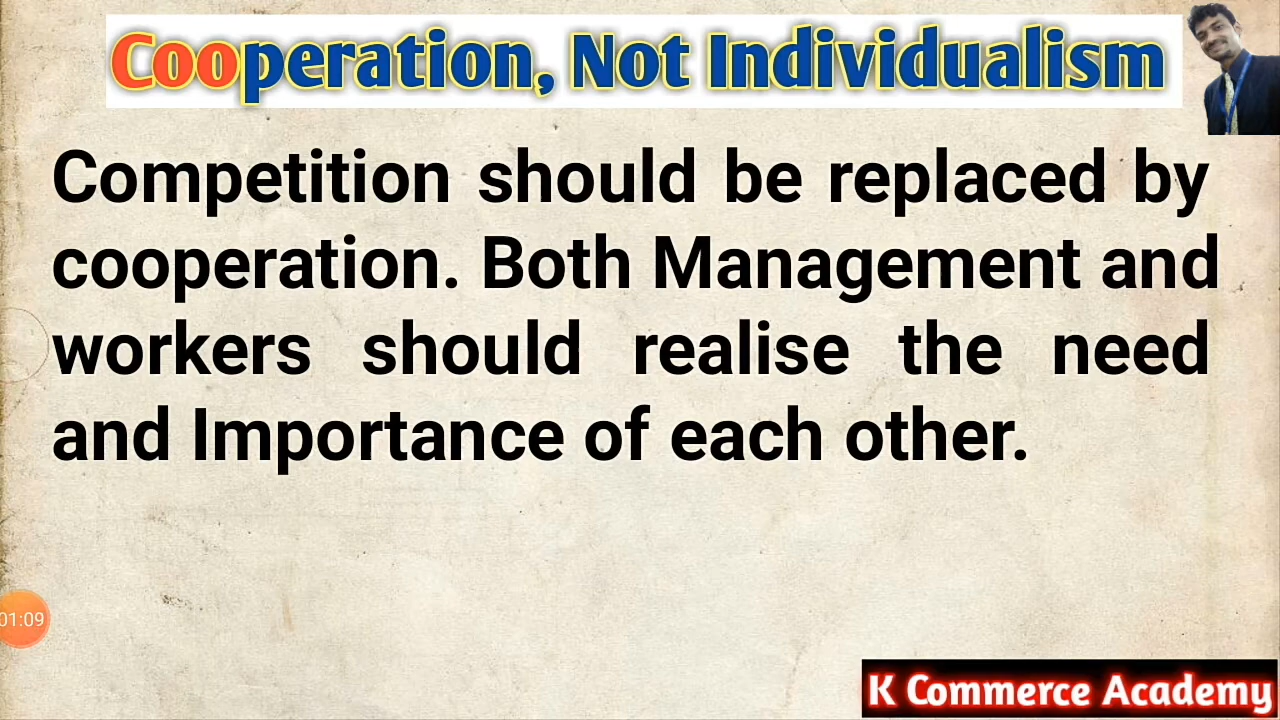 Cooperation, Not Individualism
Competition should be replaced by
cooperation. Both Management and
workers should realise the need
and Importance of each other.
01:09
K Commerce Academy